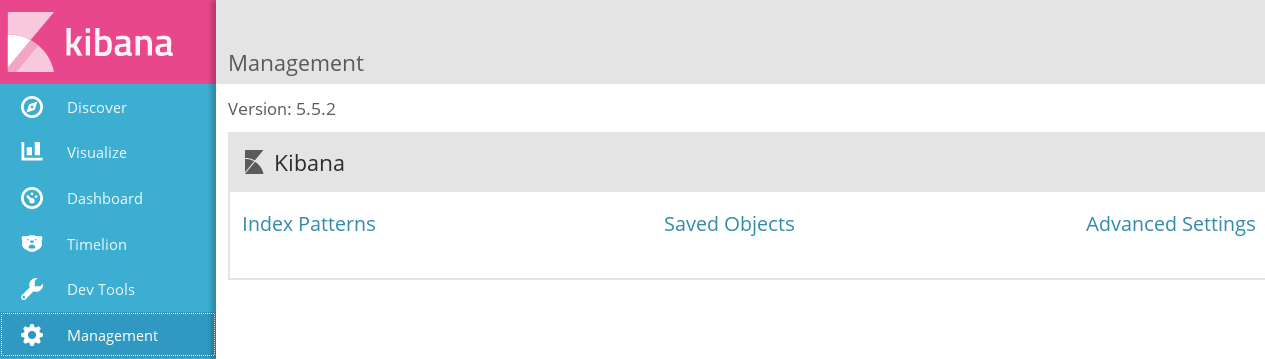 kibana
Management
Version: 5.5.2
Kibana
Index Patterns Saved Objects Advanced Settings
Discover
Visualize
Dashboard
Timelion
Dev Tools
Management